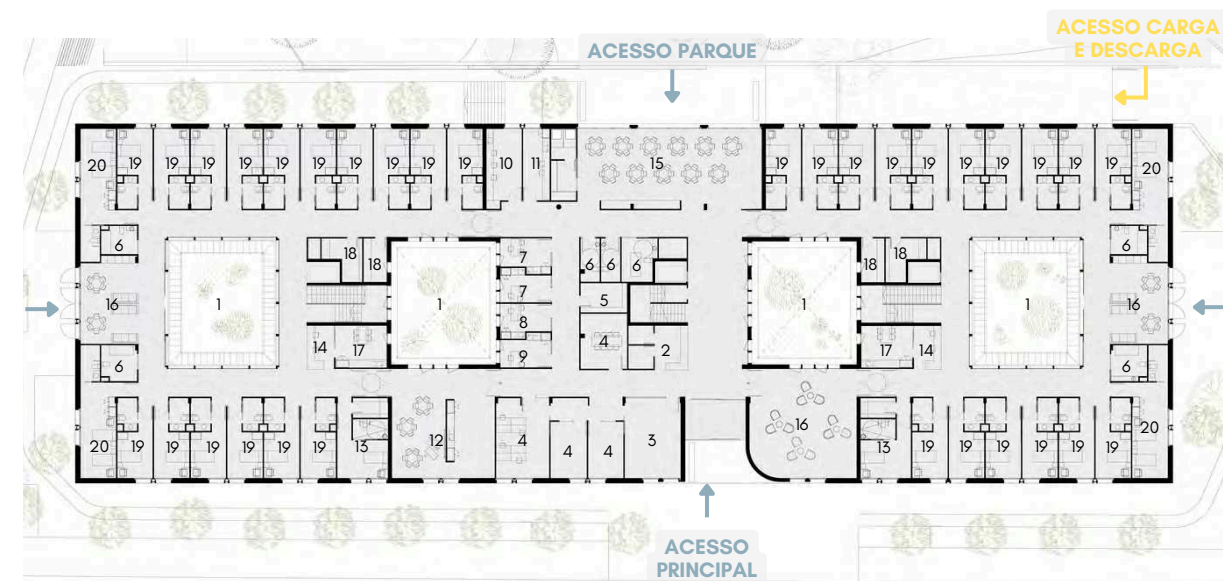 ACESSO CARGA
E DESCARGA
ACESSO PARQUE
20 19 19 19 19 19 19 19 19 19 19 10 11 15 19 19 19 19 19 19 19 19 19 19 20
6 18 18 7 6 6 6 18 18 6
7
16 1 1 5 1 1 16
8
14 17 9 4 2 17 14
6 6
20 19 19 19 19 19 19 13 12 4 4 4 3 16 13 19 19 19 19 19 19 20
ACESSO
PRINCIPAL